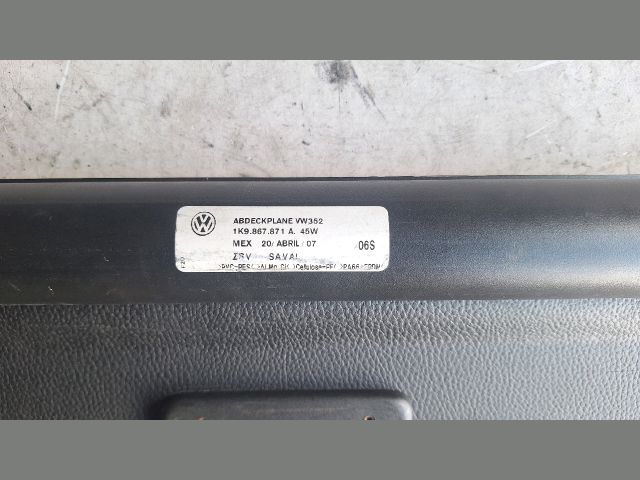 ABDECKPLANE VW352
1K9.867.871 A. 45W
MEX 20/ ABRIL / 07 /06S
SAVAL